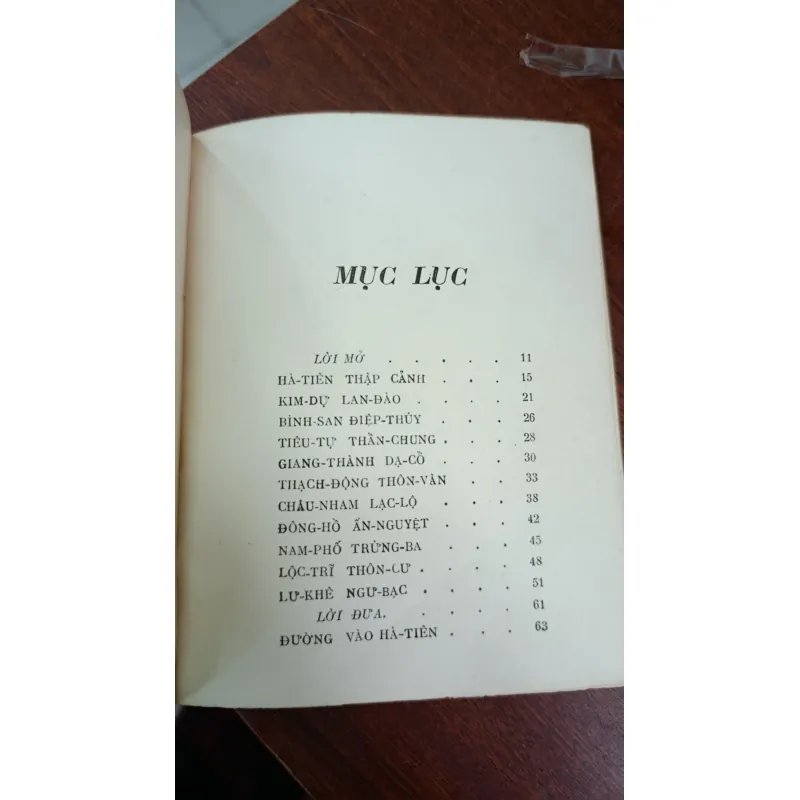 MỤC LỤC
LỜI MỞ . . . . . 11
HÀ-TIÊN THẬP CẢNH . . . 15
KIM-DỰ LAN-ĐÀO . . . . 21
BÌNH-SAN ĐIỆP-THÚY . . . 26
TIÊU-TỰ THẦN-CHUNG . . . 28
GIANG-THÀNH DẠ-CỔ . . . 30
THẠCH-ĐỘNG THÔN-VÂN . . 33
CHÂU-NHAM LẠC-LỘ . . . 38
ĐÔNG-HỒ ẤN-NGUYỆT . . . 42
NAM-PHỐ TRỪNG-BA . . . 45
LỘC-TRĨ THÔN-CƯ . . . . 48
LƯ-KHÊ NGƯ-BẠC . . . . 51
LỜI ĐƯA. . . . . 61
ĐƯỜNG VÀO HÀ-TIÊN . . . 63